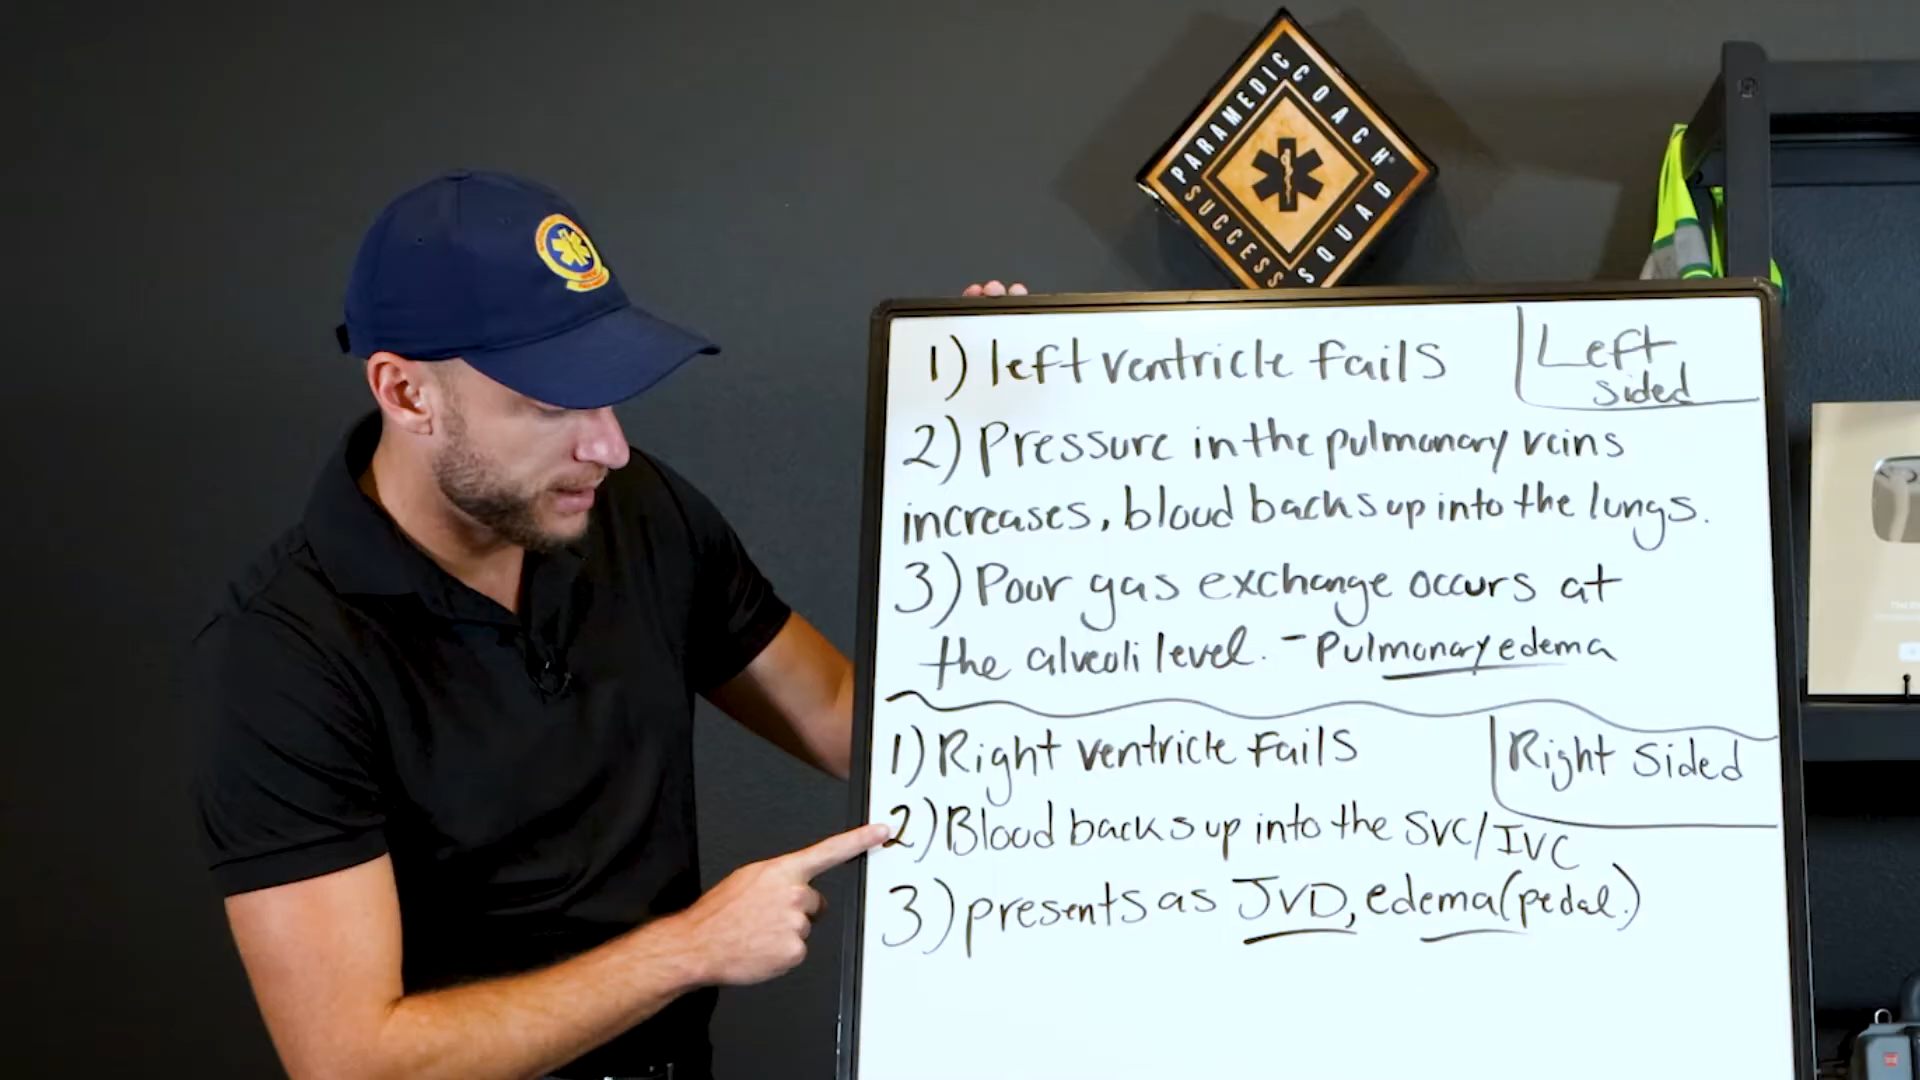 PARAMEDIC COACH®
SUCCESS SQUAD
1) left ventricle fails
Left
sided
2) Pressure in the pulmonary veins
increases, blood backs up into the lungs.
3) Pour gas exchange occurs at
the alveoli level. - Pulmonary edema
1) Right ventricle fails
Right sided
2) Blood backs up into the SVC/IVC
3) presents as JVD, edema (pedal.)